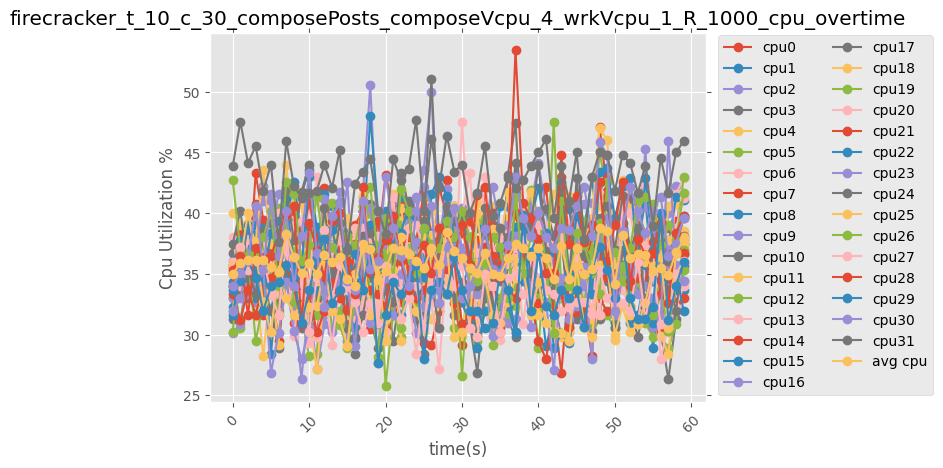 firecracker_t_10_c_30_composePosts_composeVcpu_4_wrkVcpu_1_R_1000_cpu_overtime
Cpu Utilization %
50
45
40
35
30
25
0
10
20
30
40
50
60
time(s)
cpu0
cpu1
cpu2
cpu3
cpu4
cpu5
cpu6
cpu7
cpu8
cpu9
cpu10
cpu11
cpu12
cpu13
cpu14
cpu15
cpu16
cpu17
cpu18
cpu19
cpu20
cpu21
cpu22
cpu23
cpu24
cpu25
cpu26
cpu27
cpu28
cpu29
cpu30
cpu31
avg cpu